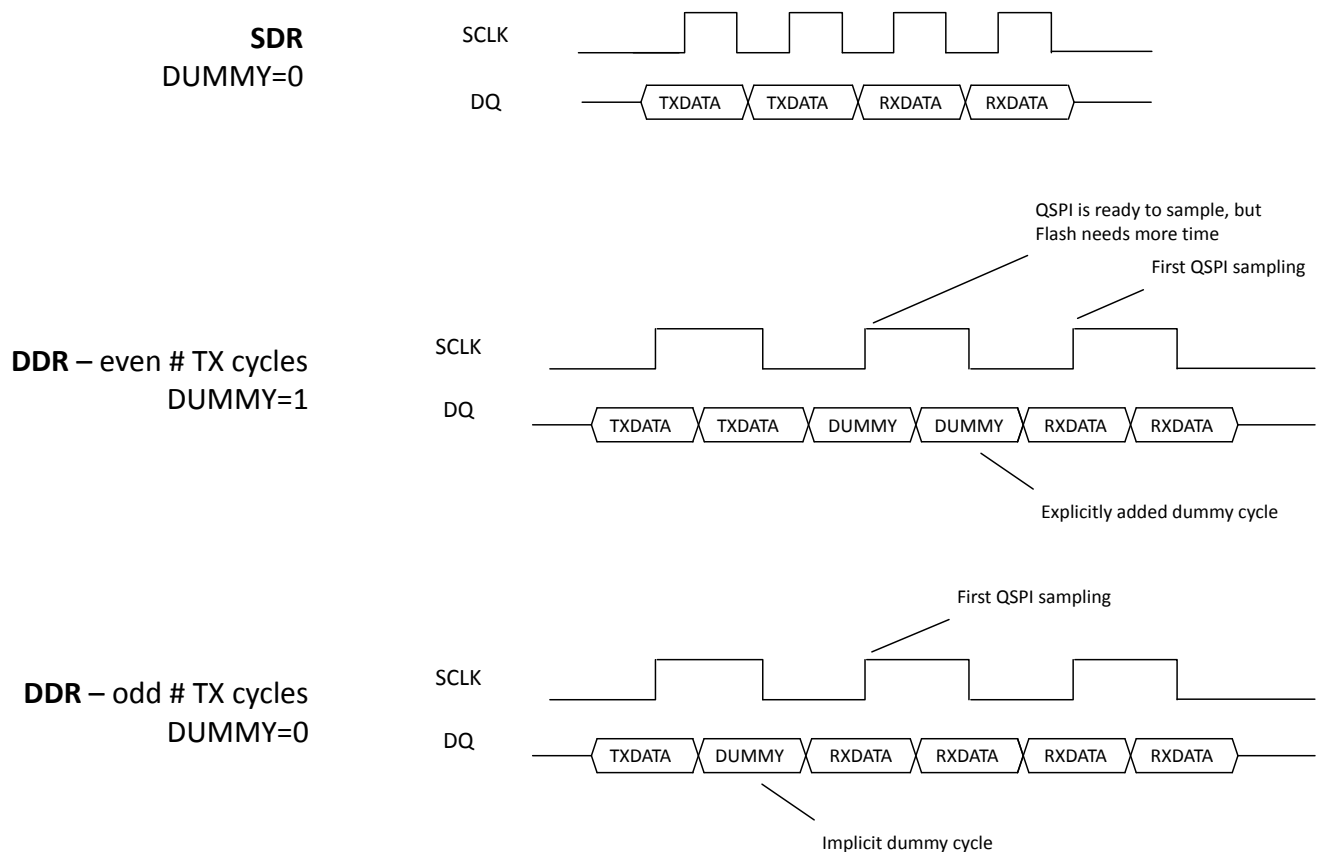 SDR
DUMMY=0
SCLK
DQ
TXDATA TXDATA RXDATA RXDATA
QSPI is ready to sample, but
Flash needs more time
First QSPI sampling
DDR – even # TX cycles
DUMMY=1
SCLK
DQ
TXDATA TXDATA DUMMY DUMMY RXDATA RXDATA
Explicitly added dummy cycle
First QSPI sampling
DDR – odd # TX cycles
DUMMY=0
SCLK
DQ
TXDATA DUMMY RXDATA RXDATA RXDATA RXDATA
Implicit dummy cycle